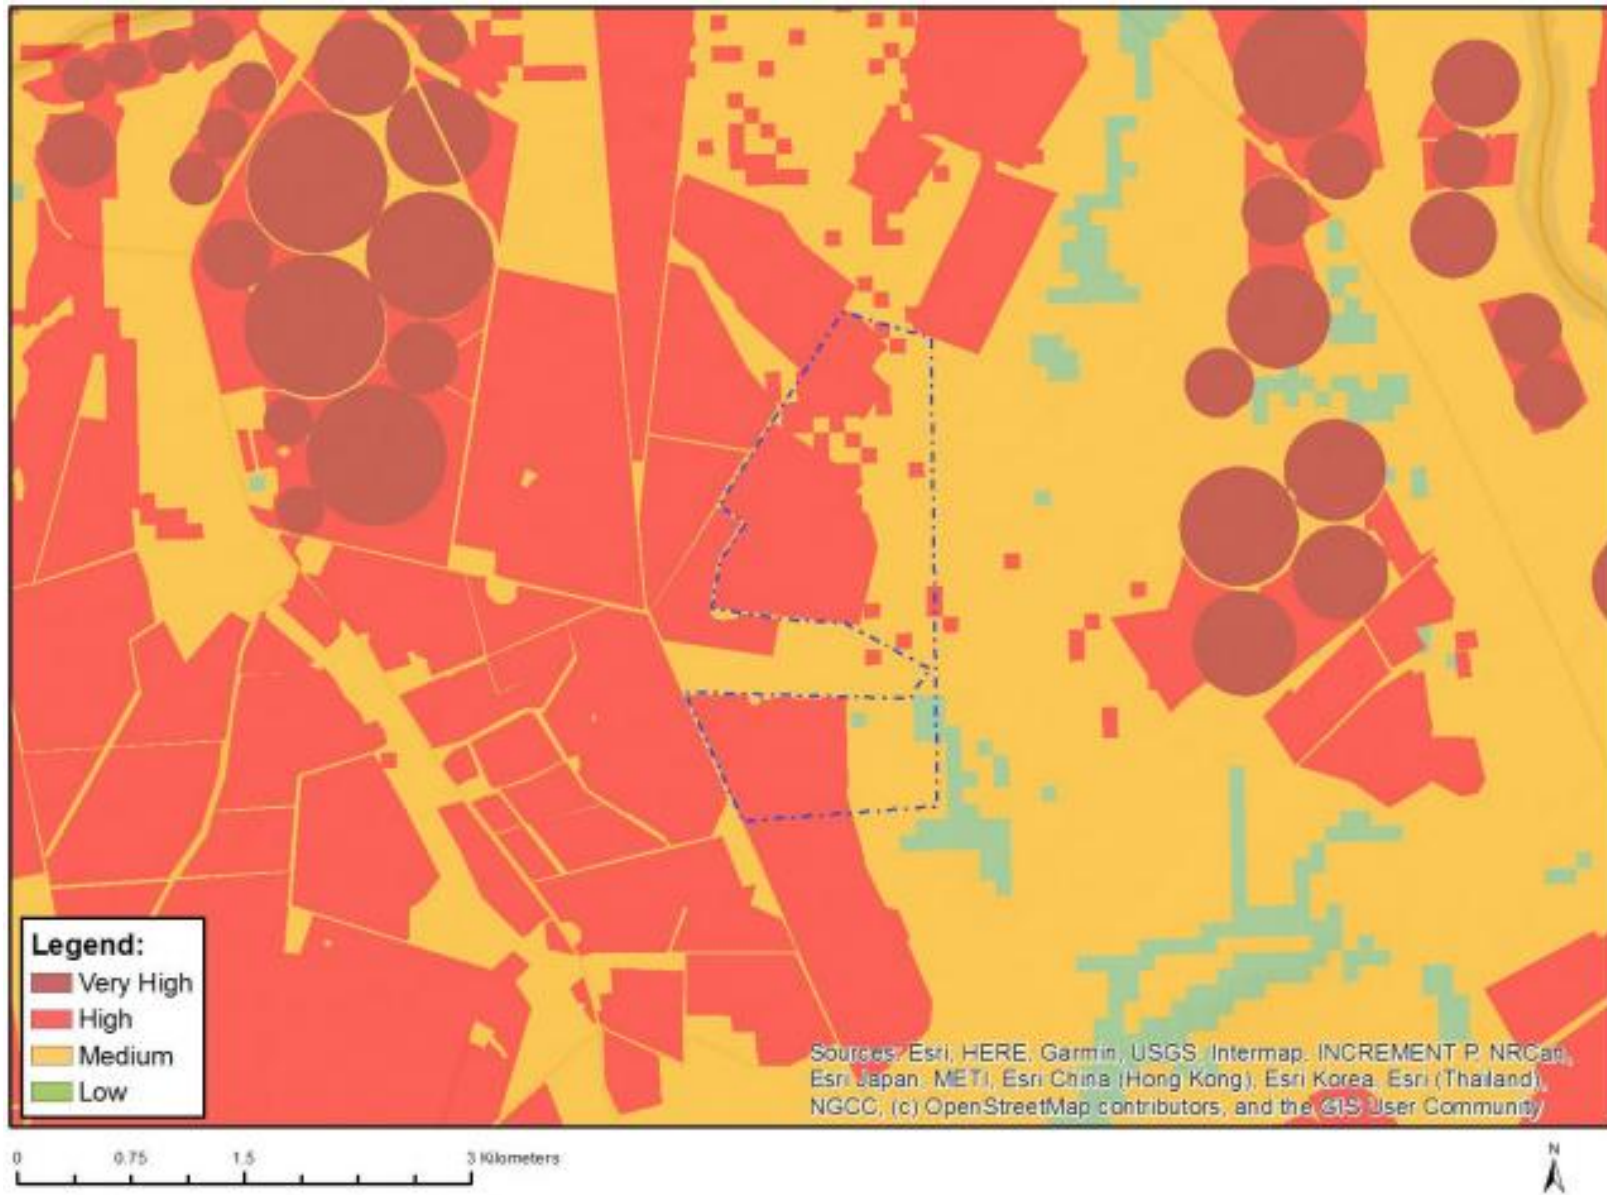 Legend:
Very High
High
Medium
Low
Sources: Esri, HERE, Garmin, USGS, Intermap, INCREMENT P, NRCan,
Esri Japan, METI, Esri China (Hong Kong), Esri Korea, Esri (Thailand),
NGCC, (c) OpenStreetMap contributors, and the GIS User Community
0 0.75 1.5 3 Kilometers
N